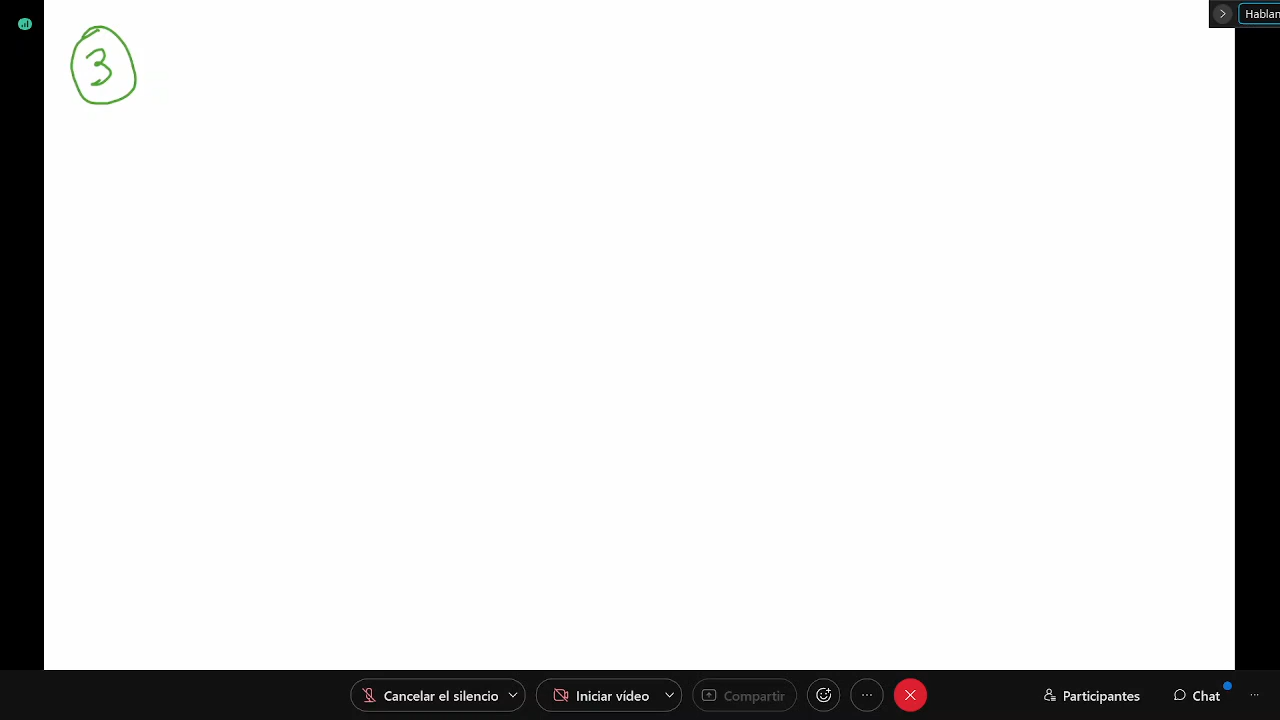 Hablan
3
Cancelar el silencio
Iniciar vídeo
Compartir
Participantes
Chat